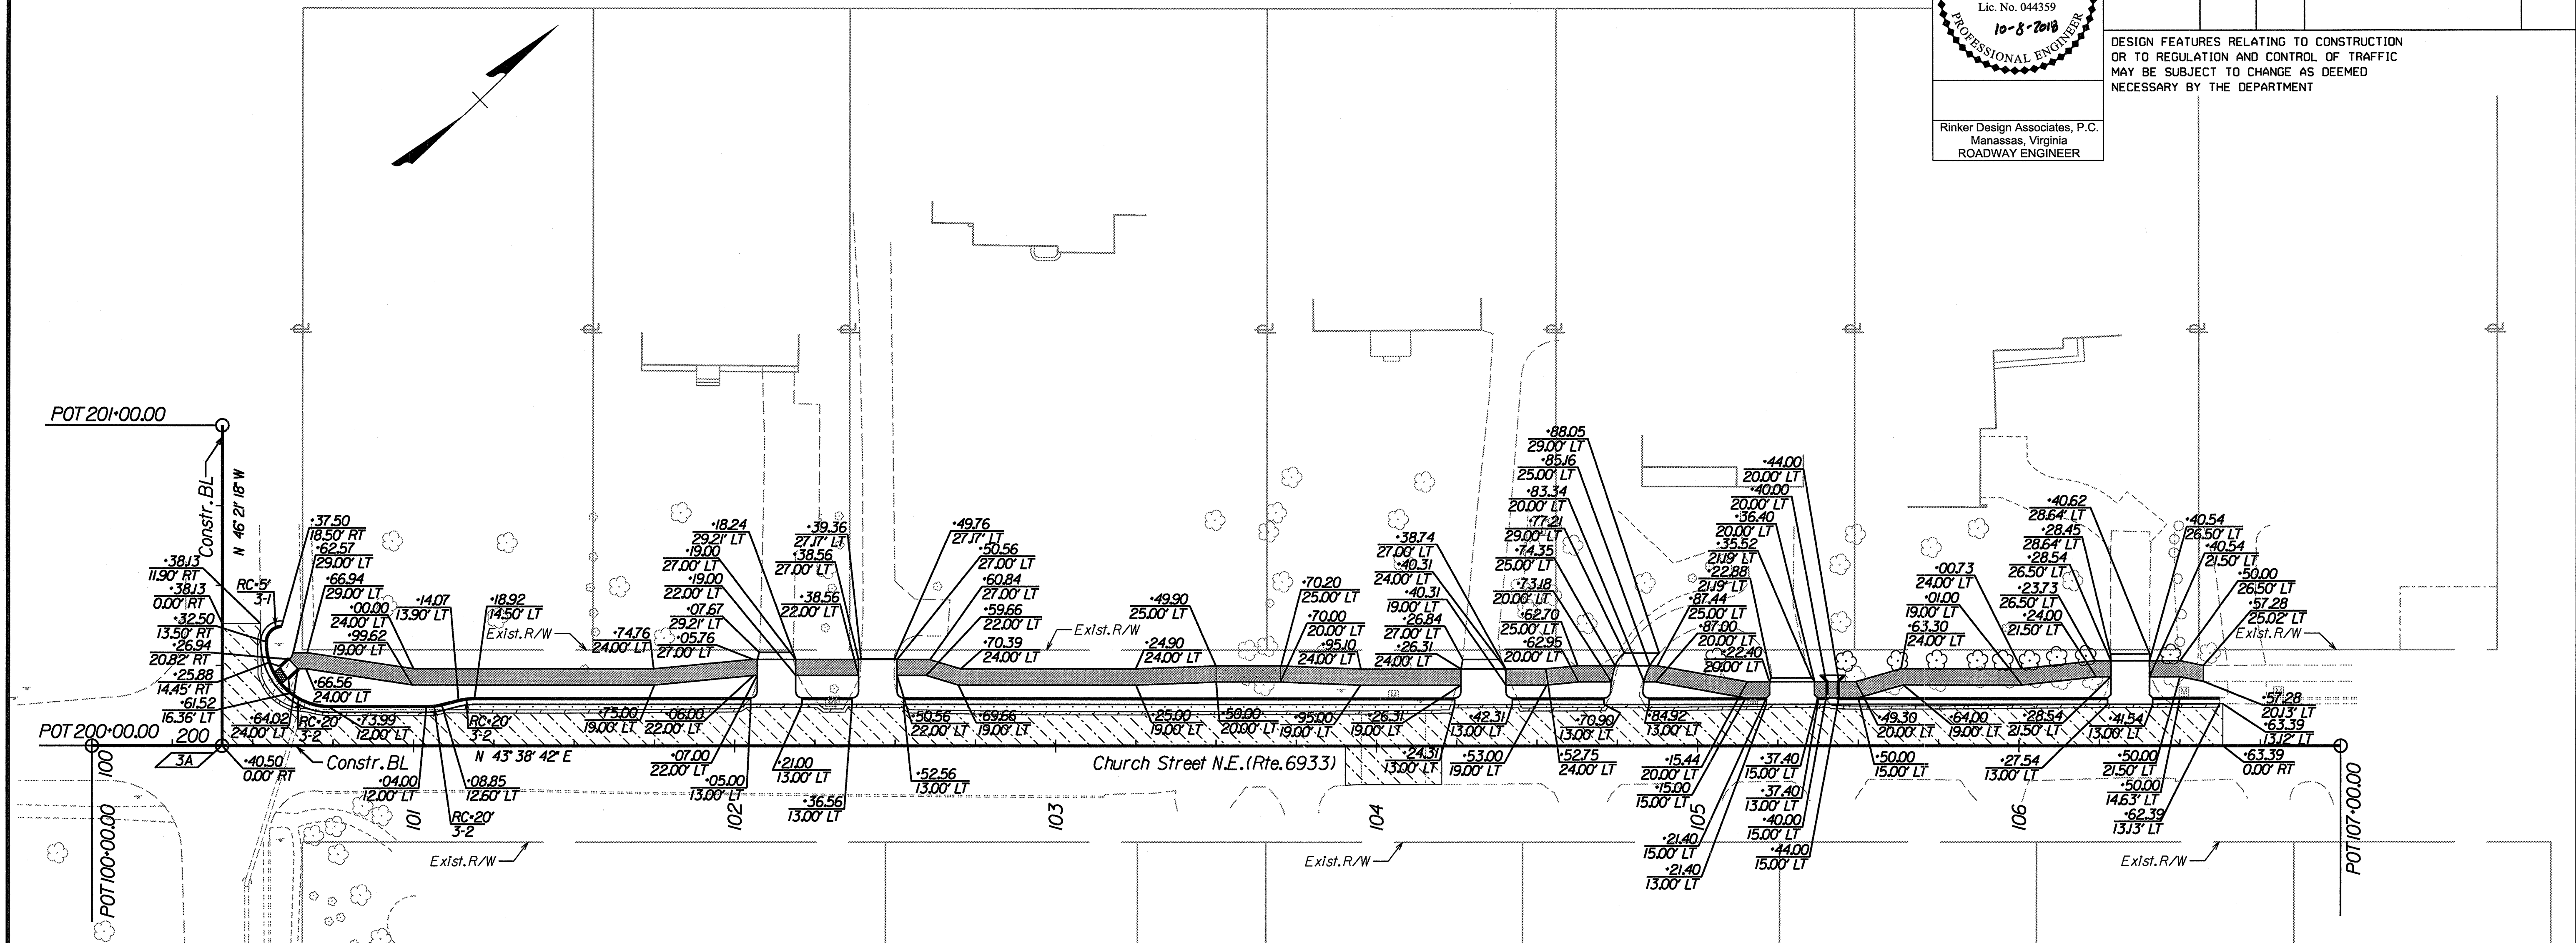 Lic. No. 044359
10-8-2018
PROFESSIONAL ENGINEER
Rinker Design Associates, P.C.
Manassas, Virginia
ROADWAY ENGINEER
DESIGN FEATURES RELATING TO CONSTRUCTION
OR TO REGULATION AND CONTROL OF TRAFFIC
MAY BE SUBJECT TO CHANGE AS DEEMED
NECESSARY BY THE DEPARTMENT
POT 201+00.00
Constr. BL
N 46° 21' 18" W
+38.13
11.90' RT
+38.13
0.00' RT
+32.50
13.50' RT
+26.94
20.82' RT
+25.88
14.45' RT
+61.52
16.36' LT
+64.02
24.00' LT
RC=5'
3-1
+37.50
18.50' RT
+62.57
29.00' LT
+66.94
29.00' LT
+00.00
24.00' LT
+99.62
19.00' LT
+66.56
24.00' LT
+14.07
13.90' LT
+18.92
14.50' LT
Exist. R/W
+74.76
24.00' LT
+18.24
29.21' LT
+19.00
27.00' LT
+19.00
22.00' LT
+07.67
29.21' LT
+05.76
27.00' LT
+39.36
27.17' LT
+38.56
27.00' LT
+38.56
22.00' LT
+49.76
27.17' LT
+50.56
27.00' LT
+60.84
27.00' LT
+59.66
22.00' LT
+70.39
24.00' LT
Exist. R/W
+49.90
25.00' LT
+24.90
24.00' LT
+70.20
25.00' LT
+70.00
20.00' LT
+95.10
24.00' LT
+38.74
27.00' LT
+40.31
24.00' LT
+40.31
19.00' LT
+26.84
27.00' LT
+26.31
24.00' LT
+88.05
29.00' LT
+85.16
25.00' LT
+83.34
20.00' LT
+77.21
29.00' LT
+74.35
25.00' LT
+73.18
20.00' LT
+62.70
25.00' LT
+62.95
20.00' LT
+44.00
20.00' LT
+40.00
20.00' LT
+36.40
20.00' LT
+35.52
21.19' LT
+22.88
21.19' LT
+87.44
25.00' LT
+87.00
20.00' LT
+22.40
20.00' LT
+00.73
24.00' LT
+01.00
19.00' LT
+63.30
24.00' LT
+40.62
28.64' LT
+28.45
28.64' LT
+28.54
26.50' LT
+23.73
26.50' LT
+24.00
21.50' LT
+40.54
26.50' LT
+40.54
21.50' LT
+50.00
26.50' LT
+57.28
25.02' LT
Exist. R/W
POT 200+00.00
200
100
3A
RC=20'
3-2
+73.99
12.00' LT
RC=20'
3-2
+75.00
19.00' LT
+06.00
22.00' LT
+50.56
22.00' LT
+69.66
19.00' LT
+25.00
19.00' LT
+50.00
20.00' LT
+95.00
19.00' LT
+26.31
19.00' LT
+42.31
13.00' LT
+70.90
13.00' LT
+84.92
13.00' LT
+49.30
20.00' LT
+64.00
19.00' LT
+28.54
21.50' LT
+41.54
13.00' LT
+57.28
20.13' LT
+63.39
13.12' LT
+40.50
0.00' RT
Constr. BL
N 43° 38' 42" E
+04.00
12.00' LT
+08.85
12.60' LT
RC=20'
3-2
+07.00
22.00' LT
+05.00
13.00' LT
+21.00
13.00' LT
+36.56
13.00' LT
+52.56
13.00' LT
Church Street N.E. (Rte. 6933)
+24.31
13.00' LT
+53.00
19.00' LT
+52.75
24.00' LT
+15.44
20.00' LT
+15.00
15.00' LT
+21.40
15.00' LT
+21.40
13.00' LT
+37.40
15.00' LT
+37.40
13.00' LT
+40.00
15.00' LT
+44.00
15.00' LT
+50.00
15.00' LT
+27.54
13.00' LT
+50.00
21.50' LT
+50.00
14.63' LT
+62.39
13.13' LT
+63.39
0.00' RT
101
102
103
104
105
106
POT 100+00.00
POT 107+00.00
Exist. R/W
Exist. R/W
Exist. R/W